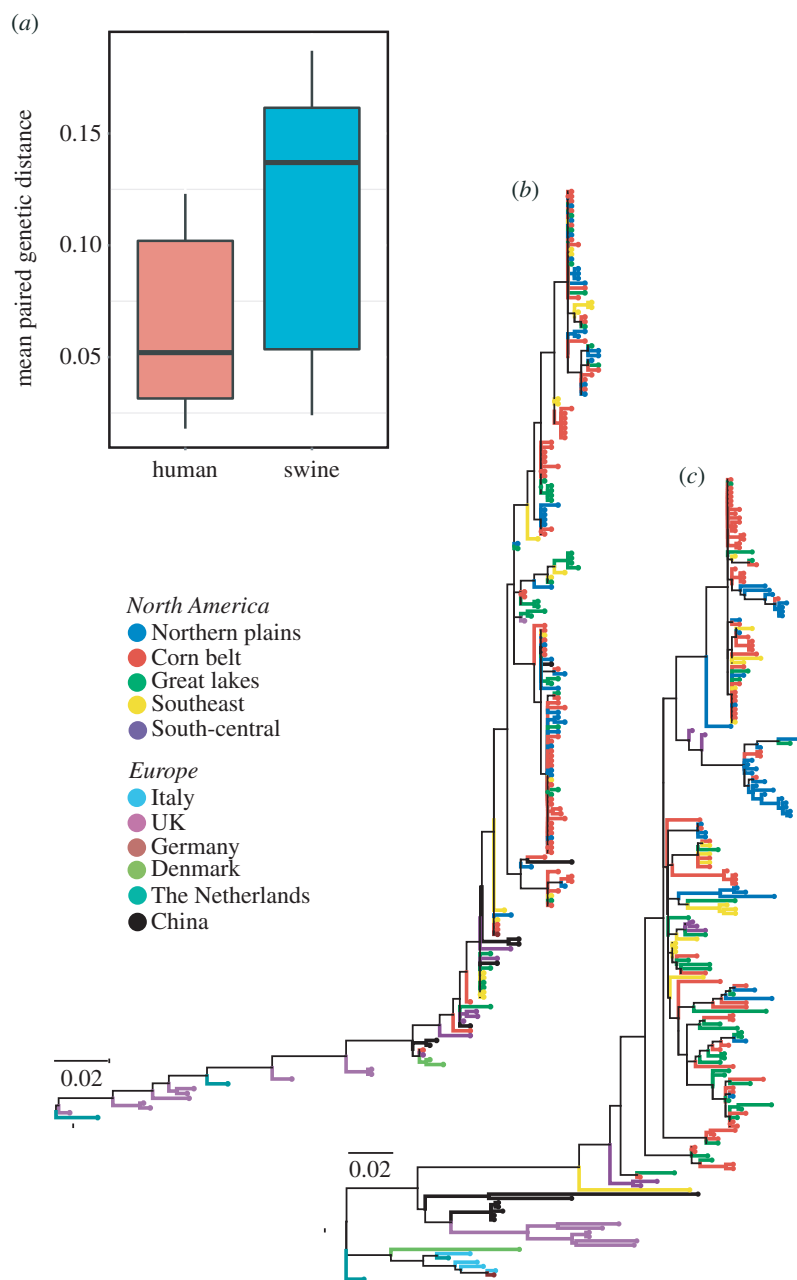 (a)
mean paired genetic distance
0.15
0.10
0.05
human
swine
(b)
(c)
North America
Northern plains
Corn belt
Great lakes
Southeast
South-central
Europe
Italy
UK
Germany
Denmark
The Netherlands
China
0.02
0.02